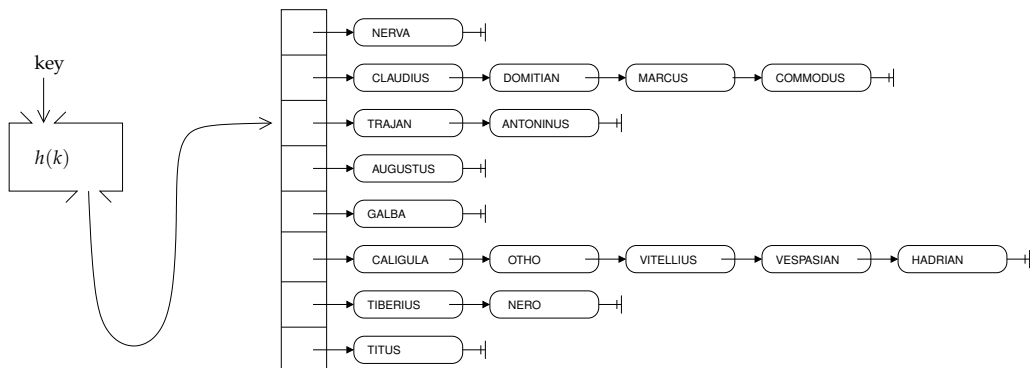 NERVA
key
CLAUDIUS DOMITIAN MARCUS COMMODUS
TRAJAN ANTONINUS
h(k)
AUGUSTUS
GALBA
CALIGULA OTHO VITELLIUS VESPASIAN HADRIAN
TIBERIUS NERO
TITUS